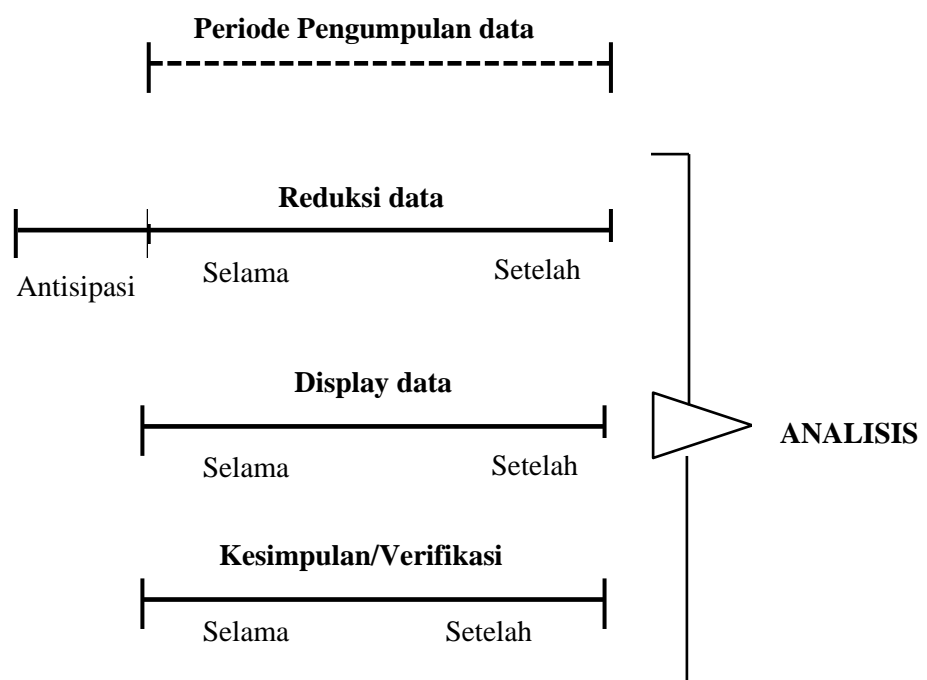 Periode Pengumpulan data
Reduksi data
Antisipasi
Selama
Setelah
Display data
Selama
Setelah
ANALISIS
Kesimpulan/Verifikasi
Selama
Setelah